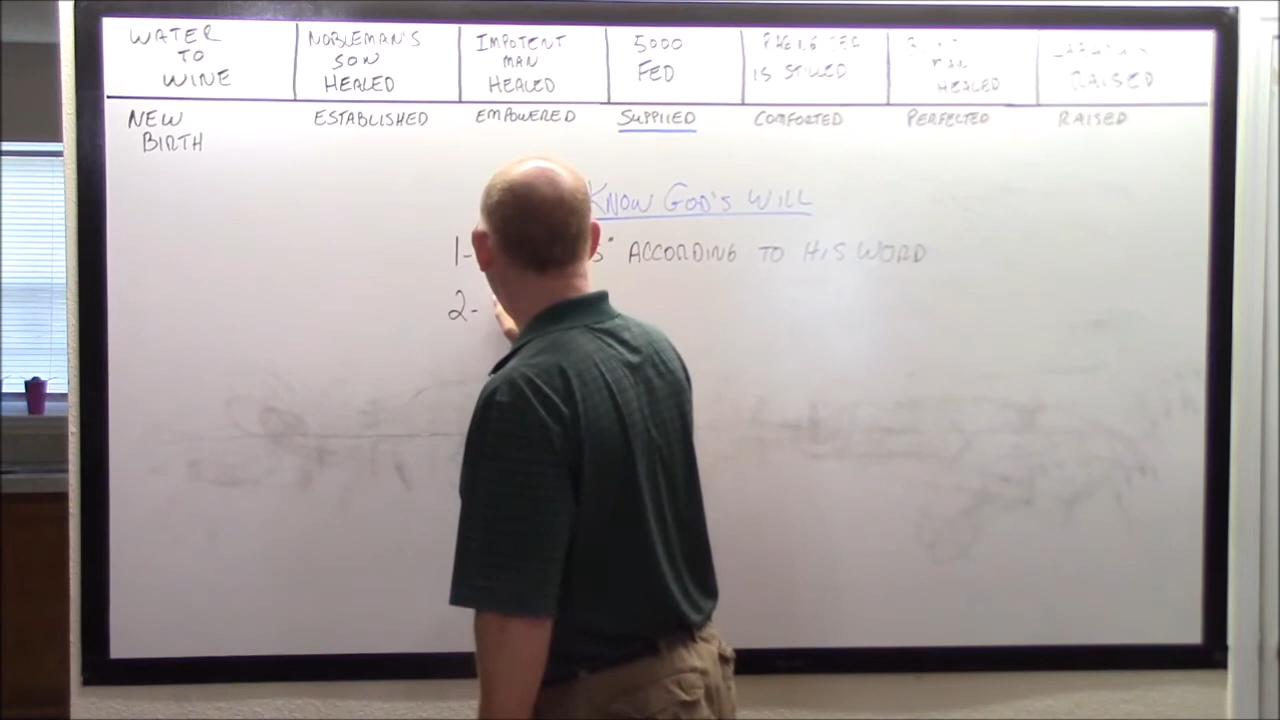 WATER
TO
WINE
NOBLEMAN'S
SON
HEALED
IMPOTENT
MAN
HEALED
5000
FED
IS STILLED
HEALED
RAISED
NEW
BIRTH
ESTABLISHED
EMPOWERED
SUPPLIED
COMFORTED
PERFECTED
RAISED
KNOW GOD'S WILL
1- ACCORDING TO HIS WORD
2-